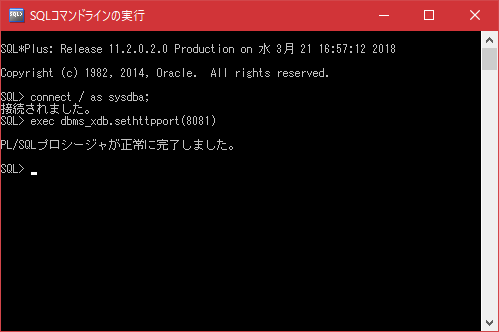 SQLコマンドラインの実行
SQL*Plus: Release 11.2.0.2.0 Production on 水 3月 21 16:57:12 2018
Copyright (c) 1982, 2014, Oracle.  All rights reserved.
SQL> connect / as sysdba;
接続されました。
SQL> exec dbms_xdb.sethttpport(8081)
PL/SQLプロシージャが正常に完了しました。
SQL>